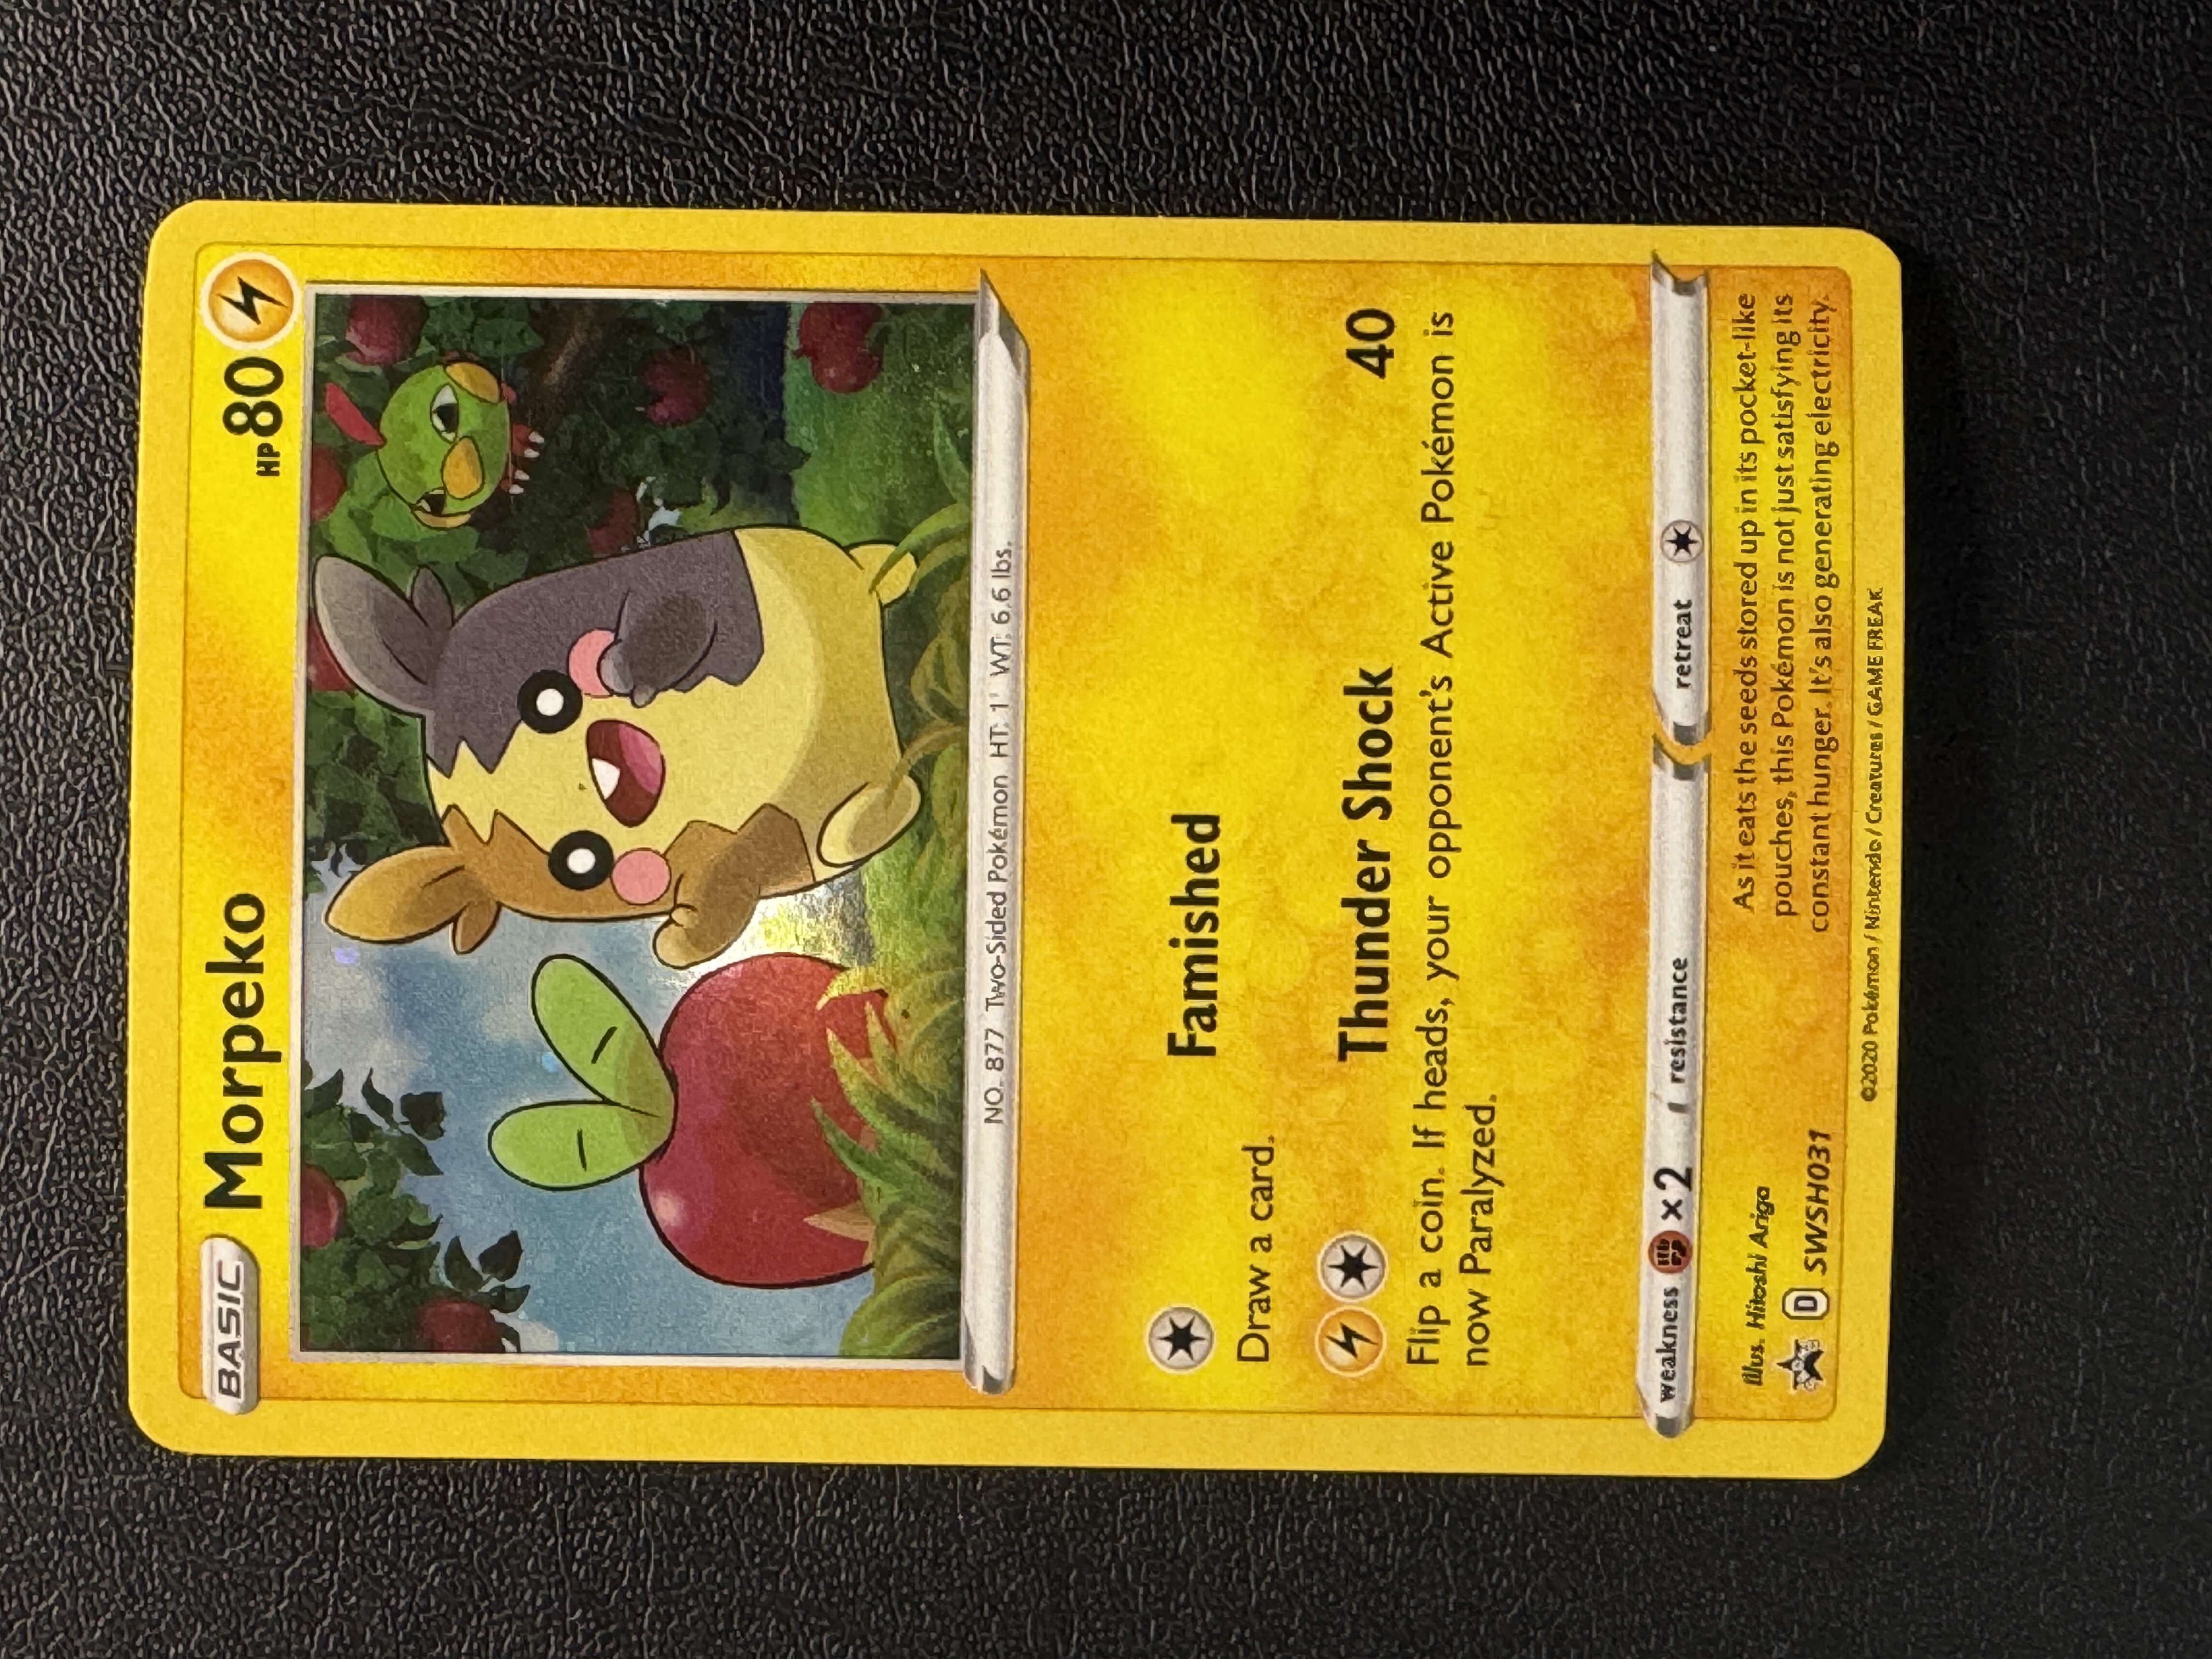 BASIC Morpeko HP 80
NO. 877 Two-Sided Pokémon HT: 1' WT: 6.6 lbs.
Famished
Draw a card.
Thunder Shock 40
Flip a coin. If heads, your opponent's Active Pokémon is
now Paralyzed.
weakness ×2 resistance retreat
Illus. Hitoshi Ariga
D SWSH031
As it eats the seeds stored up in its pocket-like
pouches, this Pokémon is not just satisfying its
constant hunger. It's also generating electricity.
©2020 Pokémon / Nintendo / Creatures / GAME FREAK